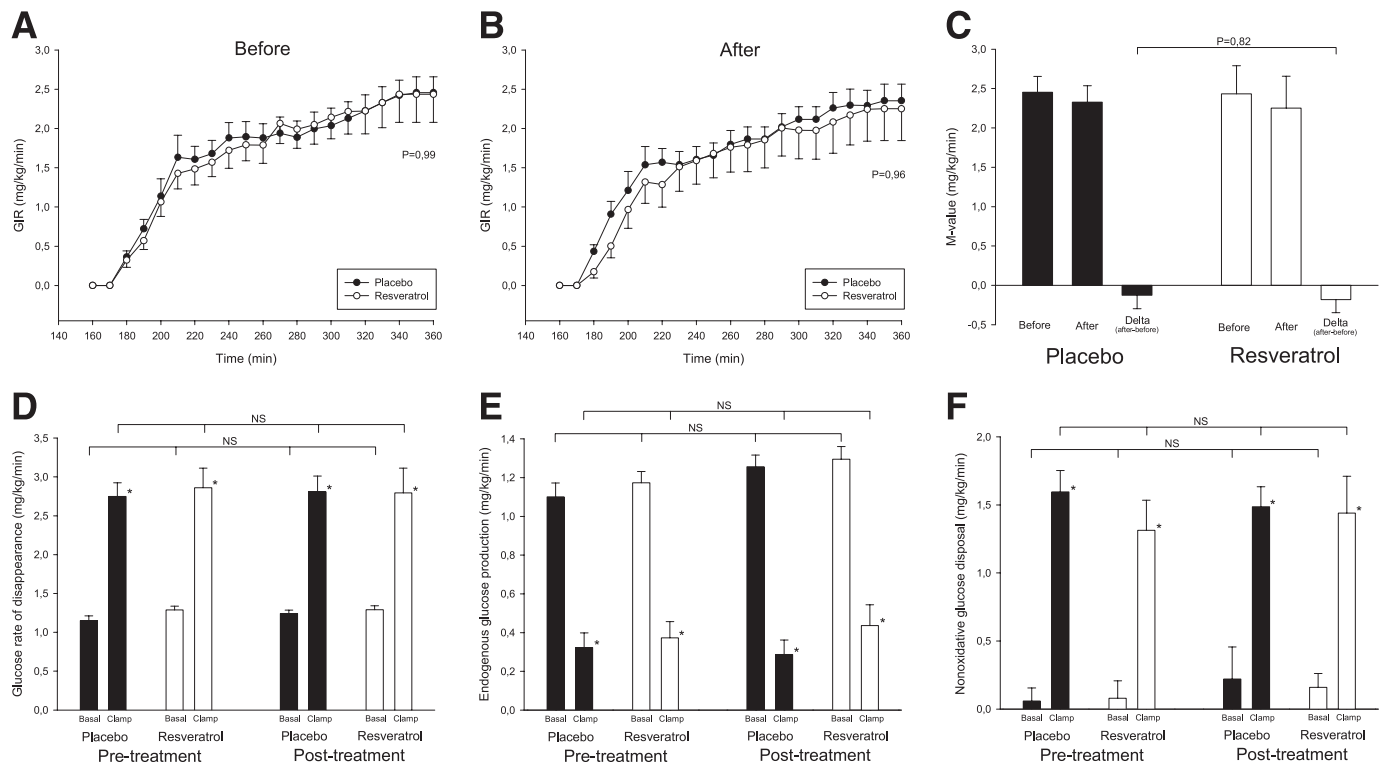 A
Before
3,0
2,5
2,0
1,5
1,0
0,5
0,0
GIR (mg/kg/min)
P=0,99
Placebo
Resveratrol
140 160 180 200 220 240 260 280 300 320 340 360
Time (min)
B
After
3,0
2,5
2,0
1,5
1,0
0,5
0,0
GIR (mg/kg/min)
P=0,96
Placebo
Resveratrol
140 160 180 200 220 240 260 280 300 320 340 360
Time (min)
C
P=0,82
3,0
2,5
2,0
1,5
1,0
0,5
0,0
-0,5
M-value (mg/kg/min)
Before After Delta Before After Delta
(after-before) (after-before)
Placebo Resveratrol
D
NS
NS
3,5
3,0
2,5
2,0
1,5
1,0
0,5
0,0
Glucose rate of disappearance (mg/kg/min)
* * * *
Basal Clamp Basal Clamp Basal Clamp Basal Clamp
Placebo Resveratrol Placebo Resveratrol
Pre-treatment Post-treatment
E
NS
NS
1,4
1,2
1,0
0,8
0,6
0,4
0,2
0,0
Endogenous glucose production (mg/kg/min)
* * * *
Basal Clamp Basal Clamp Basal Clamp Basal Clamp
Placebo Resveratrol Placebo Resveratrol
Pre-treatment Post-treatment
F
NS
NS
2,0
1,5
1,0
0,5
0,0
Nonoxidative glucose disposal (mg/kg/min)
* * * *
Basal Clamp Basal Clamp Basal Clamp Basal Clamp
Placebo Resveratrol Placebo Resveratrol
Pre-treatment Post-treatment